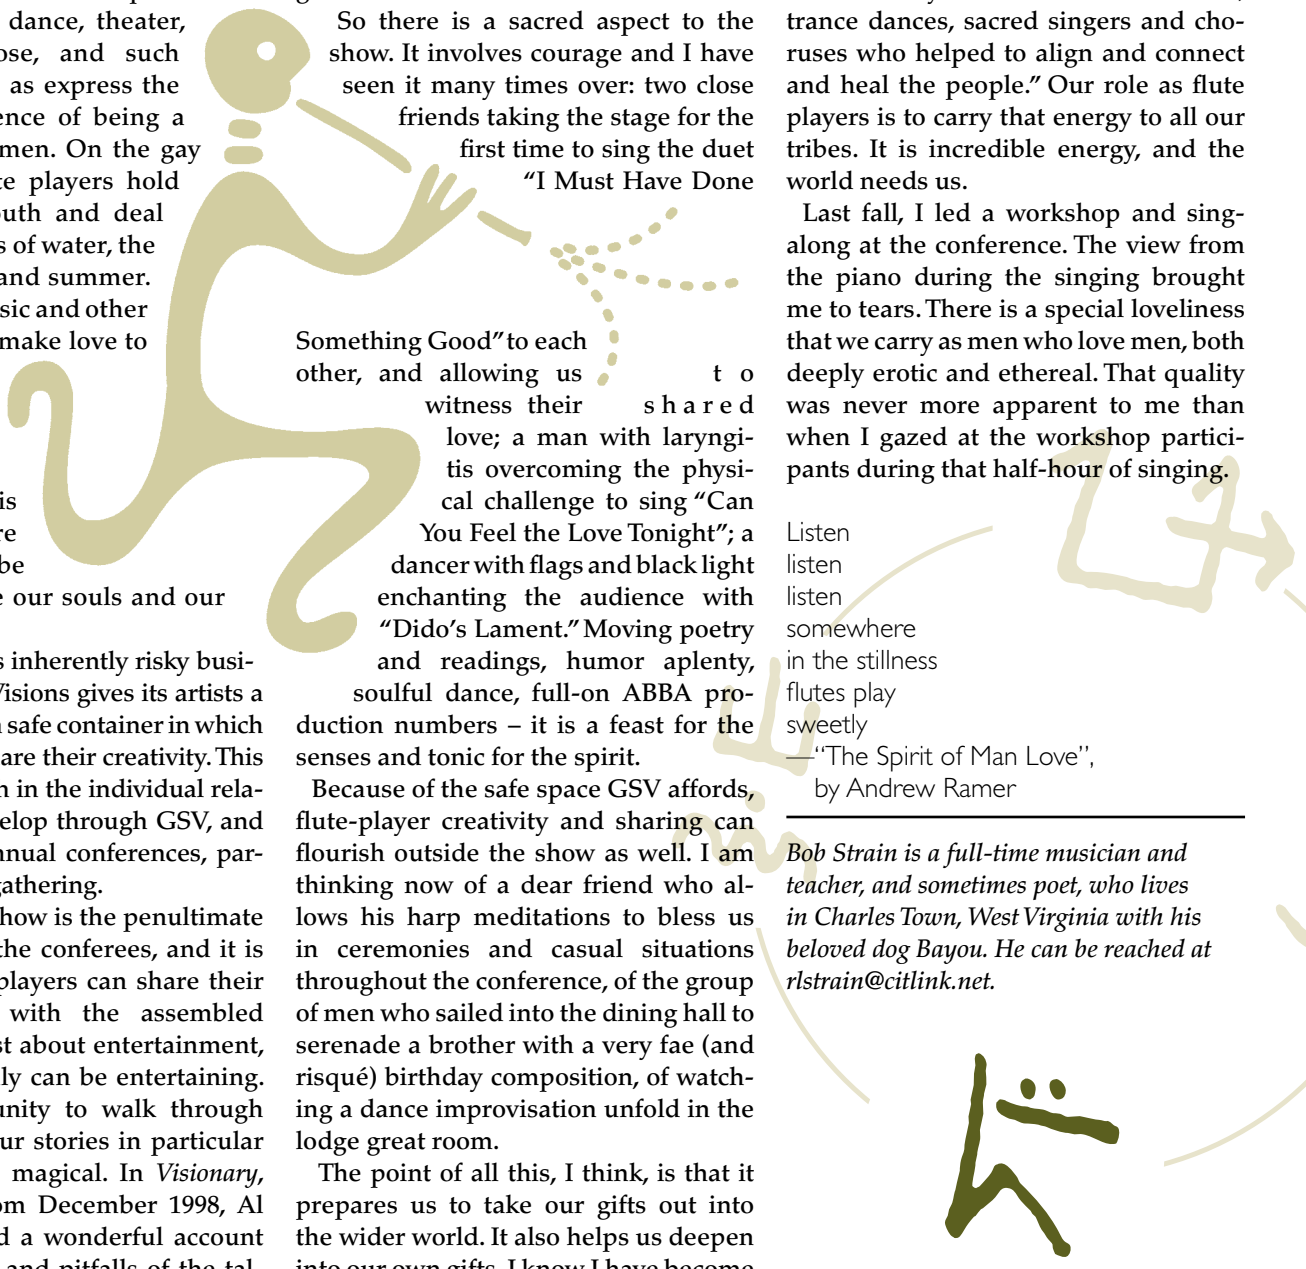 dance, theater,
and such
as express the
of being a
men. On the gay
players hold
and deal
of water, the
and summer.
and other
make love to
is
be
our souls and our
inherently risky busi-
Visions gives its artists a
safe container in which
their creativity. This
in the individual rela-
through GSV, and
conferences, par-
gathering.
is the penultimate
the conferees, and it is
players can share their
with the assembled
about entertainment,
can be entertaining.
to walk through
stories in particular
magical. In Visionary,
December 1998, Al
a wonderful account
and pitfalls of the tal-
So there is a sacred aspect to the
show. It involves courage and I have
seen it many times over: two close
friends taking the stage for the
first time to sing the duet
“I Must Have Done
Something Good” to each
other, and allowing us to
witness their shared
love; a man with laryngi-
tis overcoming the physi-
cal challenge to sing “Can
You Feel the Love Tonight”; a
dancer with flags and black light
enchanting the audience with
“Dido’s Lament.” Moving poetry
and readings, humor aplenty,
soulful dance, full-on ABBA pro-
duction numbers – it is a feast for the
senses and tonic for the spirit.
Because of the safe space GSV affords,
flute-player creativity and sharing can
flourish outside the show as well. I am
thinking now of a dear friend who al-
lows his harp meditations to bless us
in ceremonies and casual situations
throughout the conference, of the group
of men who sailed into the dining hall to
serenade a brother with a very fae (and
risqué) birthday composition, of watch-
ing a dance improvisation unfold in the
lodge great room.
The point of all this, I think, is that it
prepares us to take our gifts out into
the wider world. It also helps us deepen
into our own gifts. I know I have become
trance dances, sacred singers and cho-
ruses who helped to align and connect
and heal the people.” Our role as flute
players is to carry that energy to all our
tribes. It is incredible energy, and the
world needs us.
Last fall, I led a workshop and sing-
along at the conference. The view from
the piano during the singing brought
me to tears. There is a special loveliness
that we carry as men who love men, both
deeply erotic and ethereal. That quality
was never more apparent to me than
when I gazed at the workshop partici-
pants during that half-hour of singing.
Listen
listen
listen
somewhere
in the stillness
flutes play
sweetly
—“The Spirit of Man Love”,
by Andrew Ramer
Bob Strain is a full-time musician and
teacher, and sometimes poet, who lives
in Charles Town, West Virginia with his
beloved dog Bayou. He can be reached at
rlstrain@citlink.net.